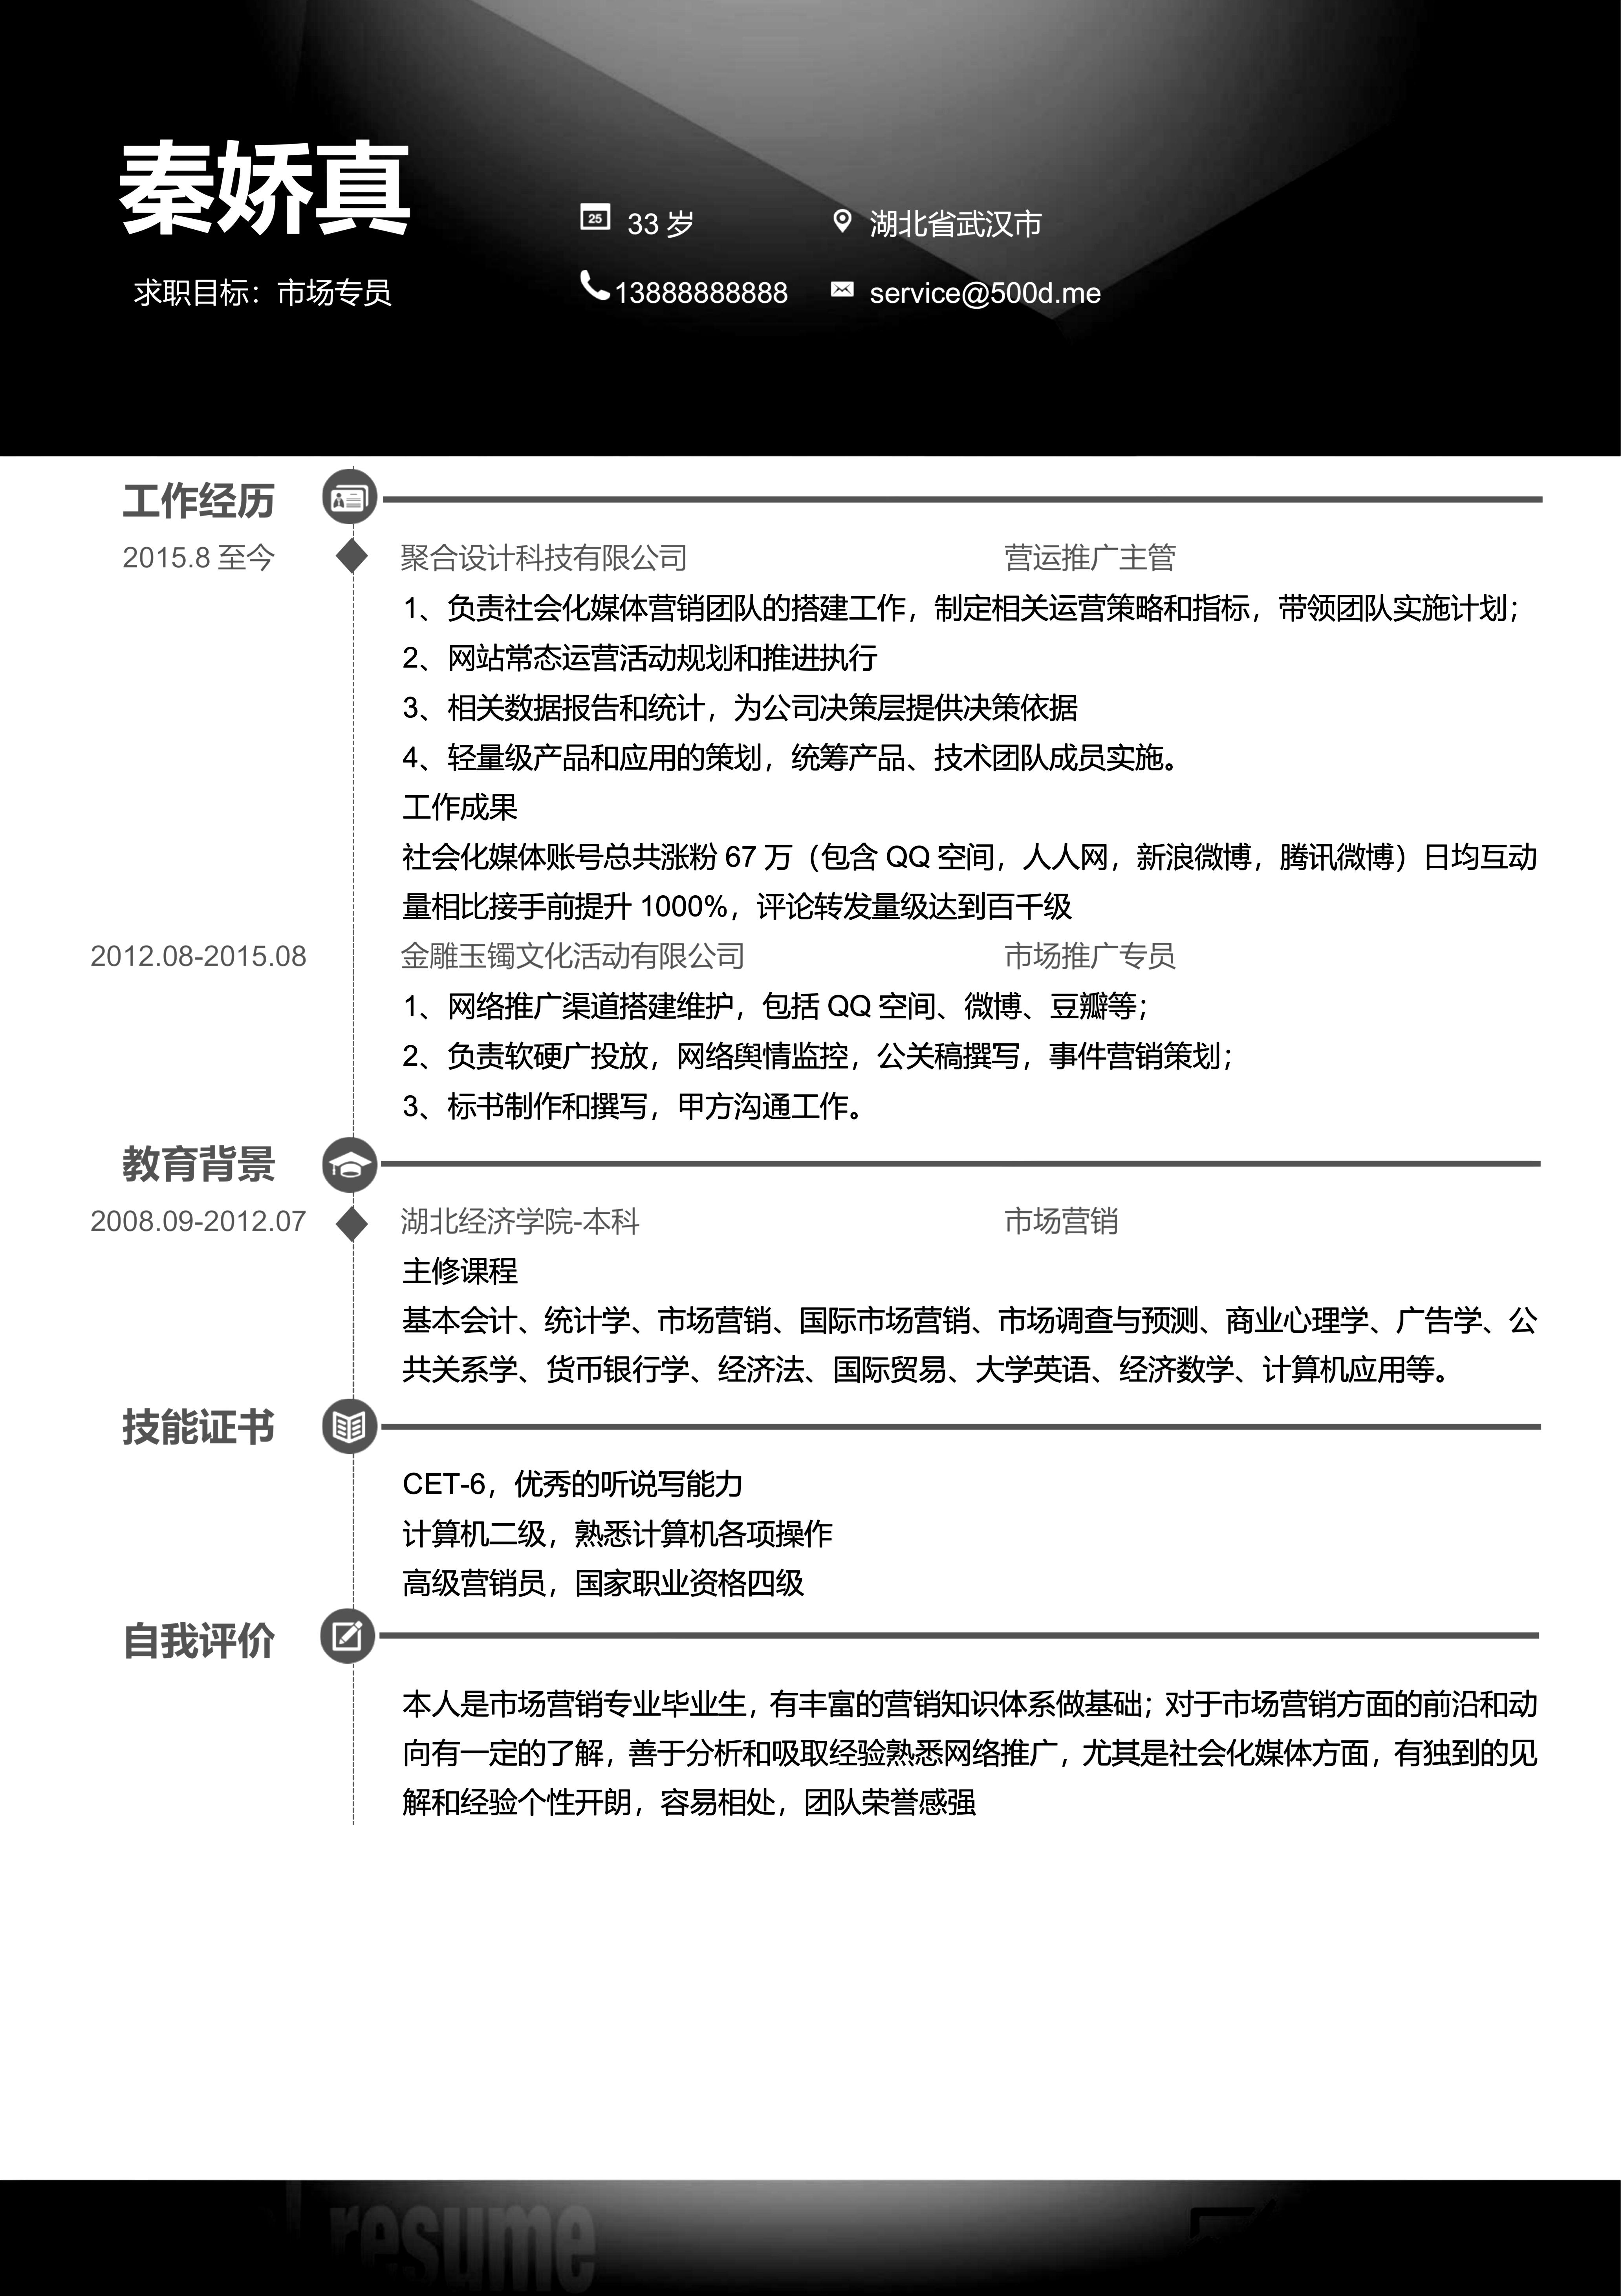 秦娇真
求职目标：市场专员
25
33 岁
湖北省武汉市
13888888888
service@500d.me
工作经历
2015.8 至今 聚合设计科技有限公司 营运推广主管
1、负责社会化媒体营销团队的搭建工作，制定相关运营策略和指标，带领团队实施计划；
2、网站常态运营活动规划和推进执行
3、相关数据报告和统计，为公司决策层提供决策依据
4、轻量级产品和应用的策划，统筹产品、技术团队成员实施。
工作成果
社会化媒体账号总共涨粉 67 万（包含 QQ 空间，人人网，新浪微博，腾讯微博）日均互动
量相比接手前提升 1000%，评论转发量级达到百千级
2012.08-2015.08 金雕玉镯文化活动有限公司 市场推广专员
1、网络推广渠道搭建维护，包括 QQ 空间、微博、豆瓣等；
2、负责软硬广投放，网络舆情监控，公关稿撰写，事件营销策划；
3、标书制作和撰写，甲方沟通工作。
教育背景
2008.09-2012.07 湖北经济学院-本科 市场营销
主修课程
基本会计、统计学、市场营销、国际市场营销、市场调查与预测、商业心理学、广告学、公
共关系学、货币银行学、经济法、国际贸易、大学英语、经济数学、计算机应用等。
技能证书
CET-6，优秀的听说写能力
计算机二级，熟悉计算机各项操作
高级营销员，国家职业资格四级
自我评价
本人是市场营销专业毕业生，有丰富的营销知识体系做基础；对于市场营销方面的前沿和动
向有一定的了解，善于分析和吸取经验熟悉网络推广，尤其是社会化媒体方面，有独到的见
解和经验个性开朗，容易相处，团队荣誉感强
resume